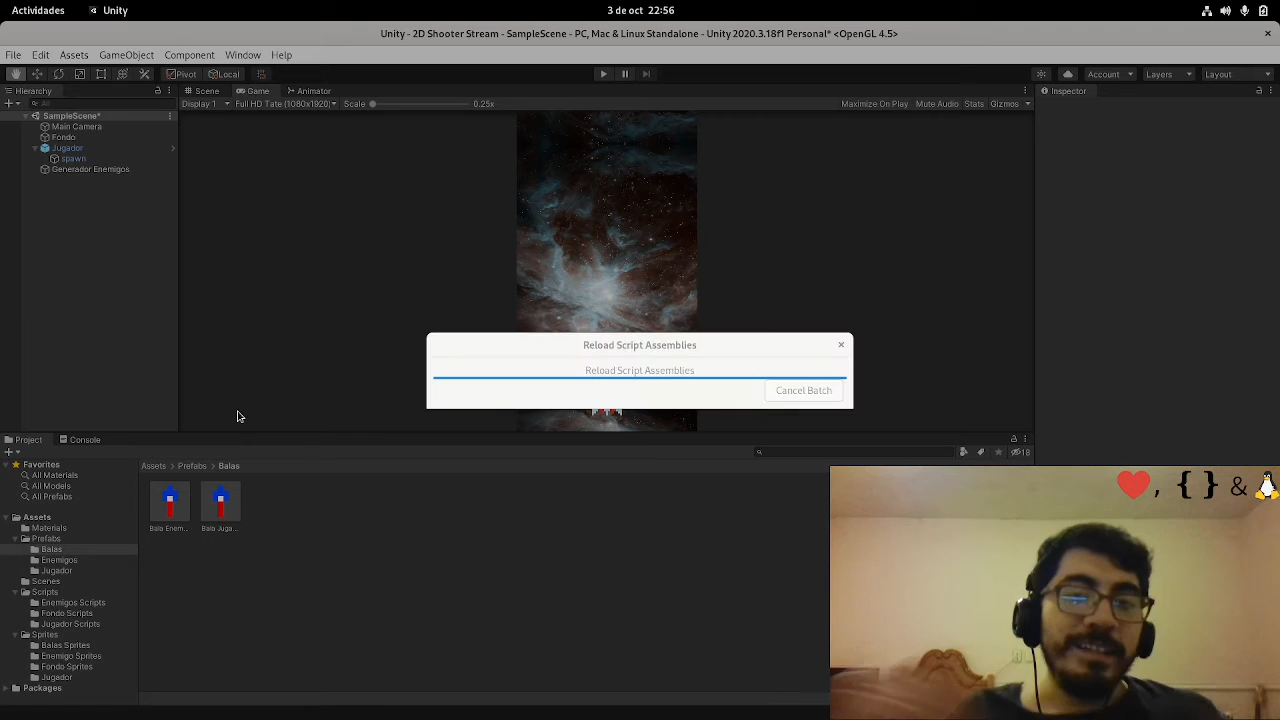 Actividades
Unity
3 de oct 22:56
Unity - 2D Shooter Stream - SampleScene - PC, Mac & Linux Standalone - Unity 2020.3.18f1 Personal* <OpenGL 4.5>
File Edit Assets GameObject Component Window Help
Pivot Local
Account Layers Layout
Hierarchy
Scene Game Animator
Inspector
All
Display 1 Full HD Tate (1080x1920) Scale 0.25x
Maximize On Play Mute Audio Stats Gizmos
SampleScene*
Main Camera
Fondo
Jugador
spawn
Generador Enemigos
Reload Script Assemblies
Reload Script Assemblies
Cancel Batch
Project Console
18
Favorites
All Materials
All Models
All Prefabs
Assets
Materials
Prefabs
Balas
Enemigos
Jugador
Scenes
Scripts
Enemigos Scripts
Fondo Scripts
Jugador Scripts
Sprites
Balas Sprites
Enemigo Sprites
Fondo Sprites
Jugador
Packages
Assets > Prefabs > Balas
Bala Enem... Bala Juga...
, { } &